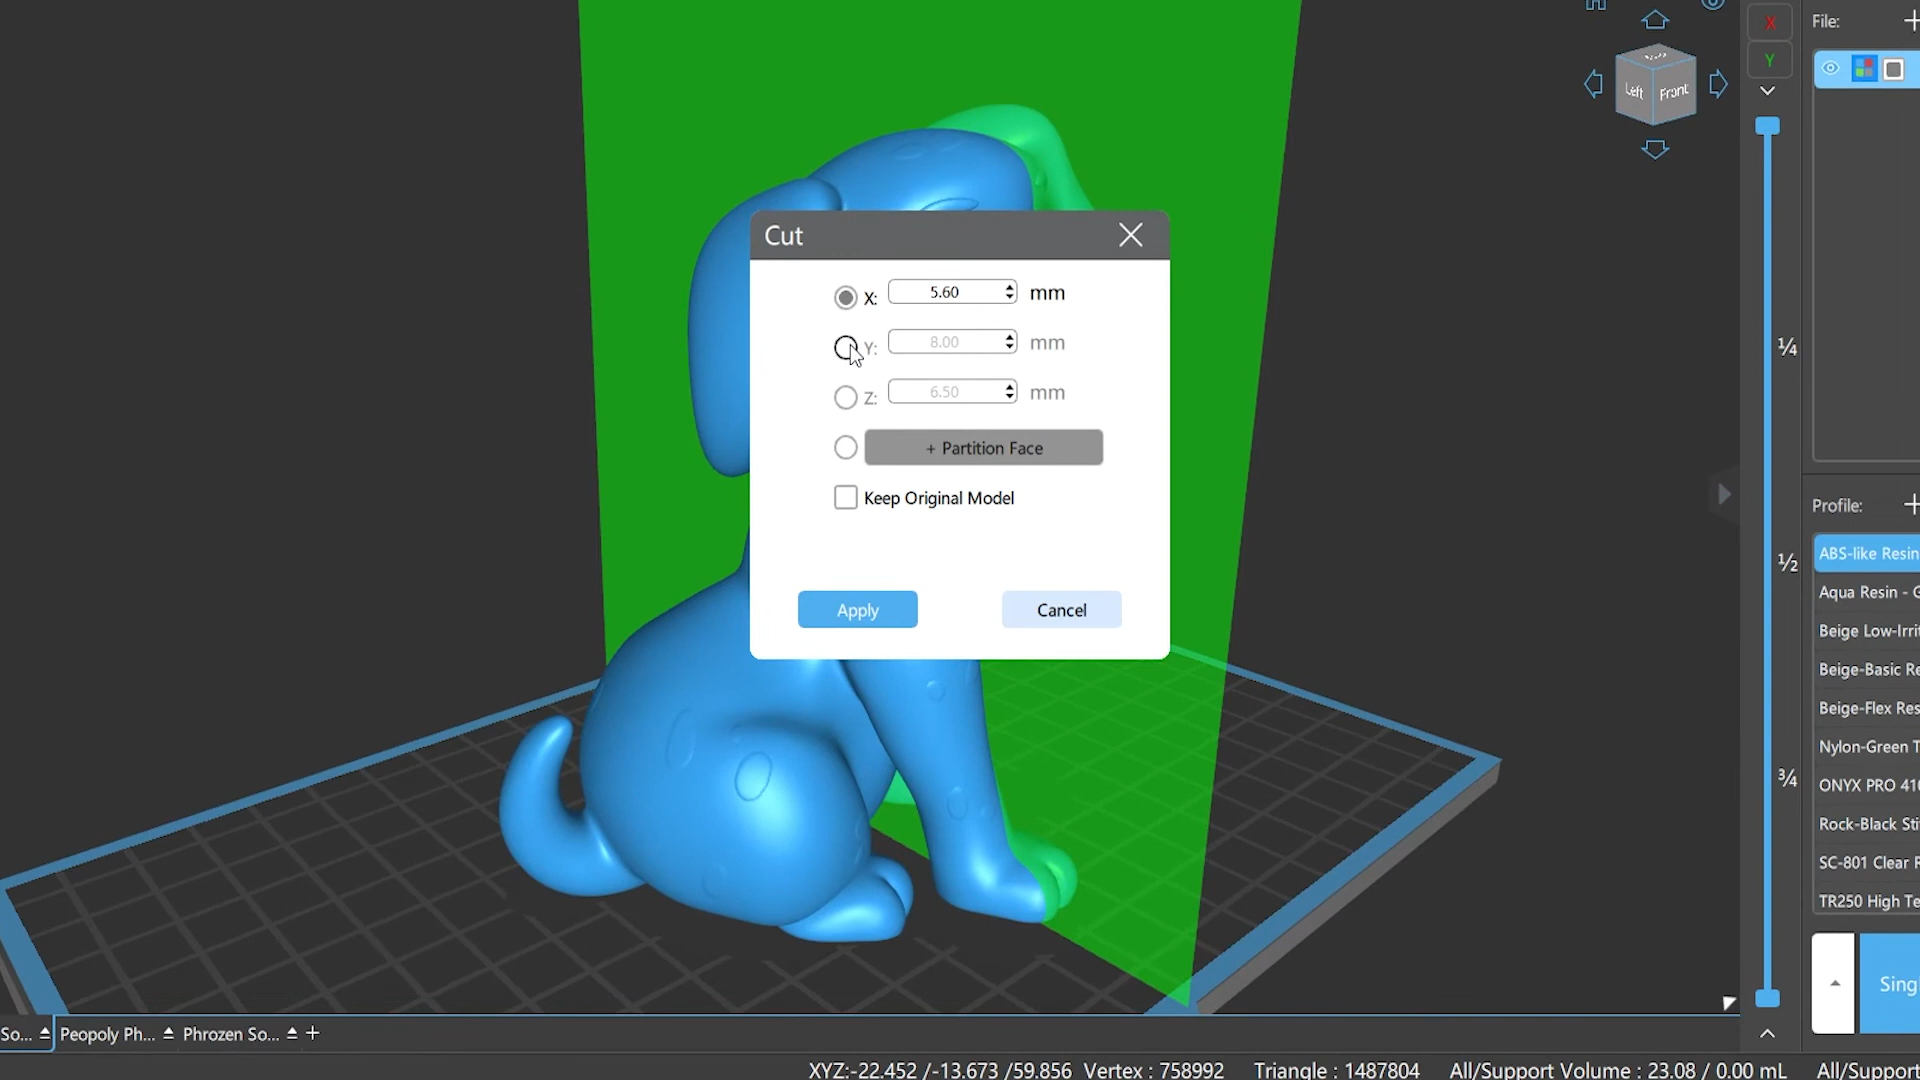 File: +
X
Y
Left Front
Cut
X: 5.60 mm
Y: 8.00 mm
Z: 6.50 mm
+ Partition Face
Keep Original Model
Apply Cancel
¼
½
¾
Profile: +
ABS-like Resin
Aqua Resin - G
Beige Low-Irrit
Beige-Basic Re
Beige-Flex Res
Nylon-Green T
ONYX PRO 410
Rock-Black Sti
SC-801 Clear R
TR250 High Te
Singl
So... Peopoly Ph... Phrozen So... +
XYZ:-22.452 /-13.673 /59.856 Vertex : 758992 Triangle : 1487804 All/Support Volume : 23.08 / 0.00 mL All/Support